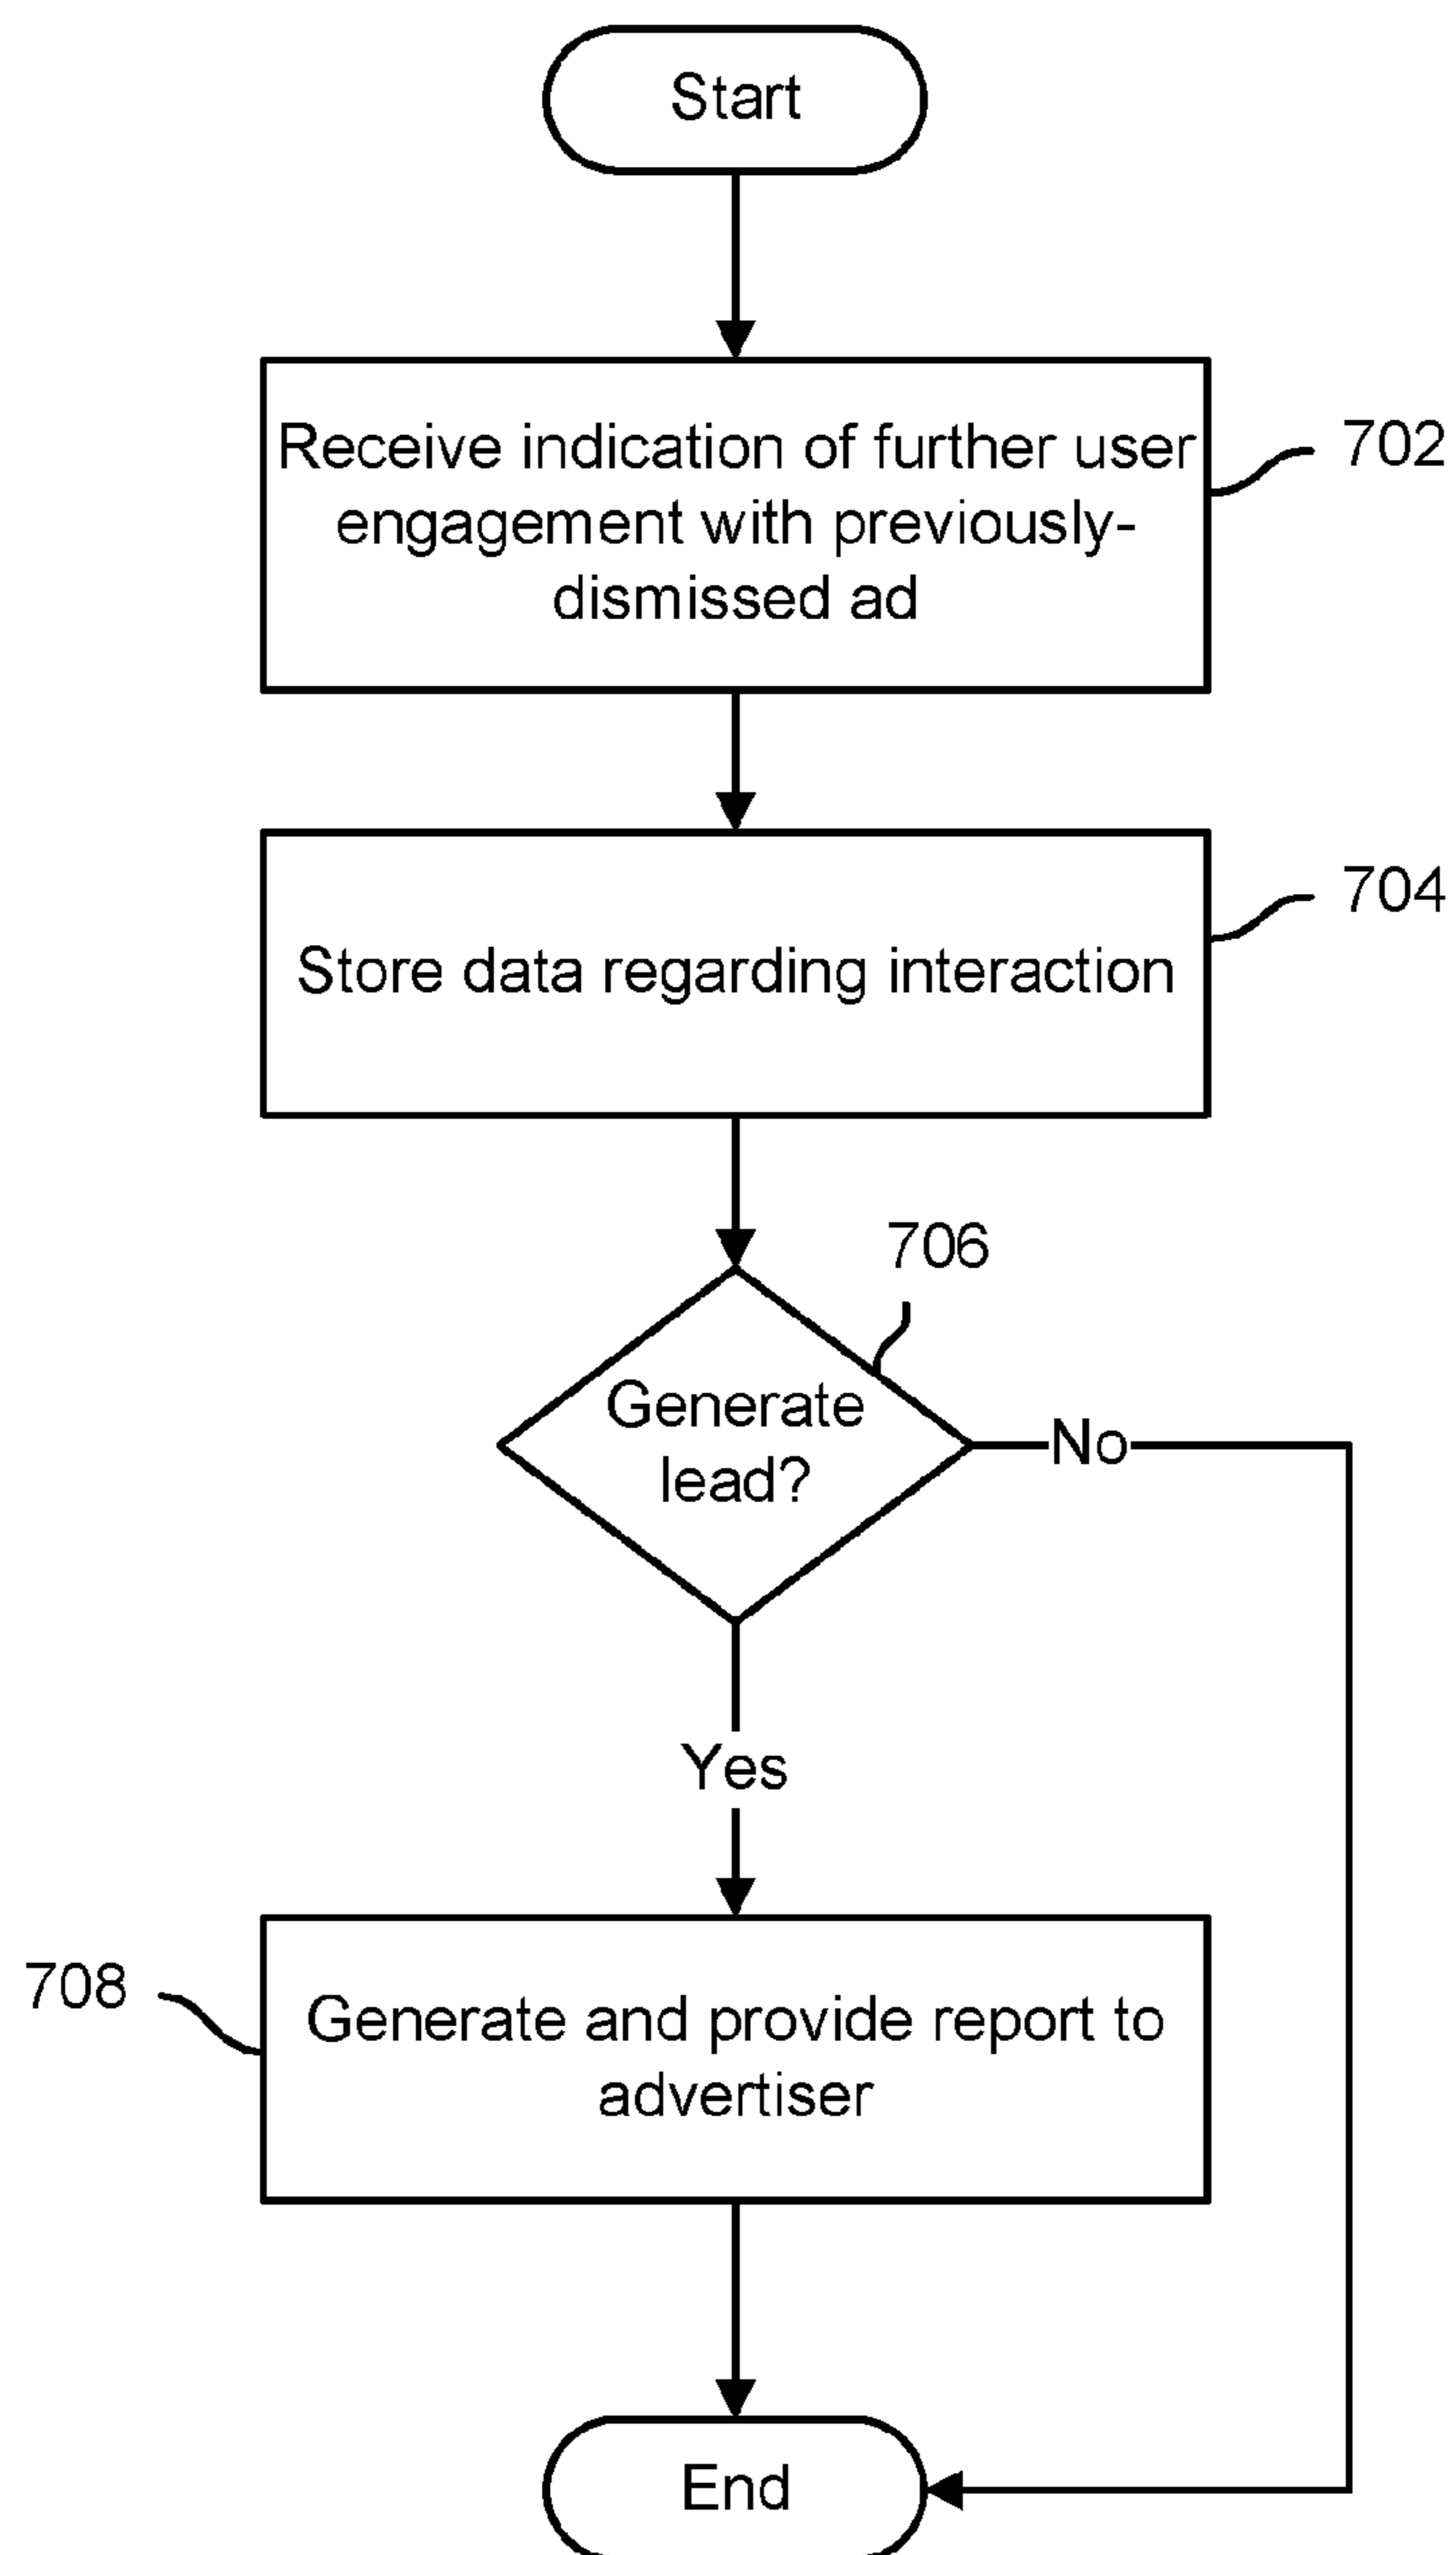 Start
Receive indication of further user
engagement with previously-
dismissed ad
702
Store data regarding interaction
704
706
Generate
lead?
No
Yes
708
Generate and provide report to
advertiser
End